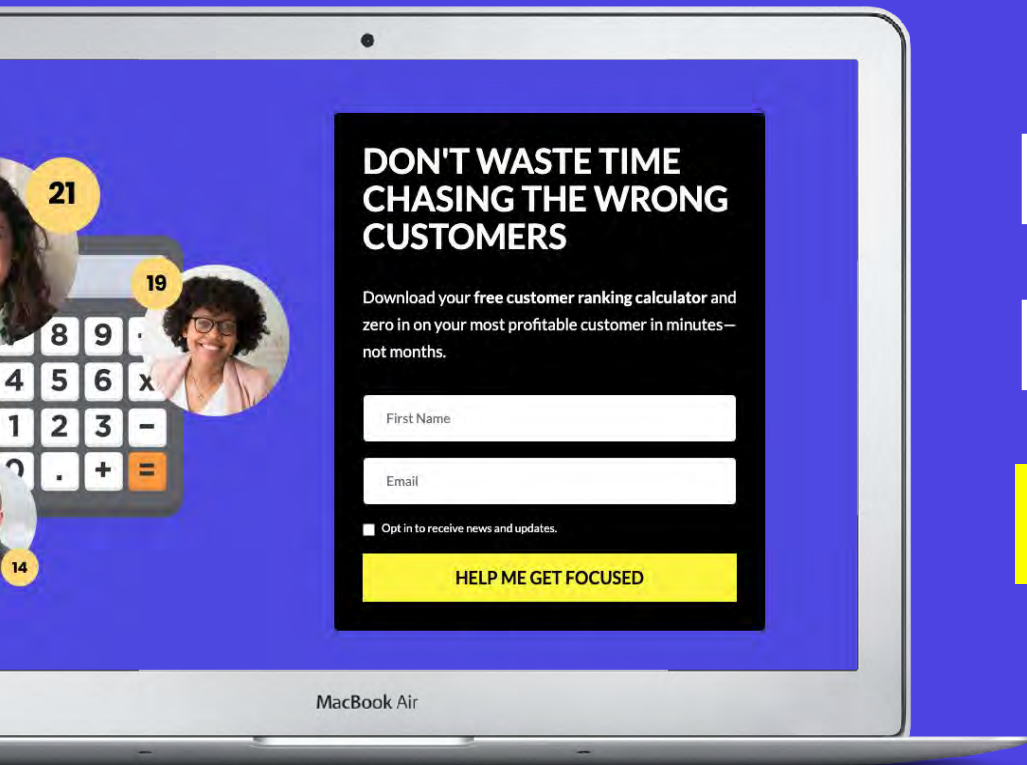 21
19
8 9
4 5 6 x
1 2 3 -
. + =
14
DON'T WASTE TIME
CHASING THE WRONG
CUSTOMERS
Download your free customer ranking calculator and
zero in on your most profitable customer in minutes—
not months.
First Name
Email
Opt in to receive news and updates.
HELP ME GET FOCUSED
MacBook Air